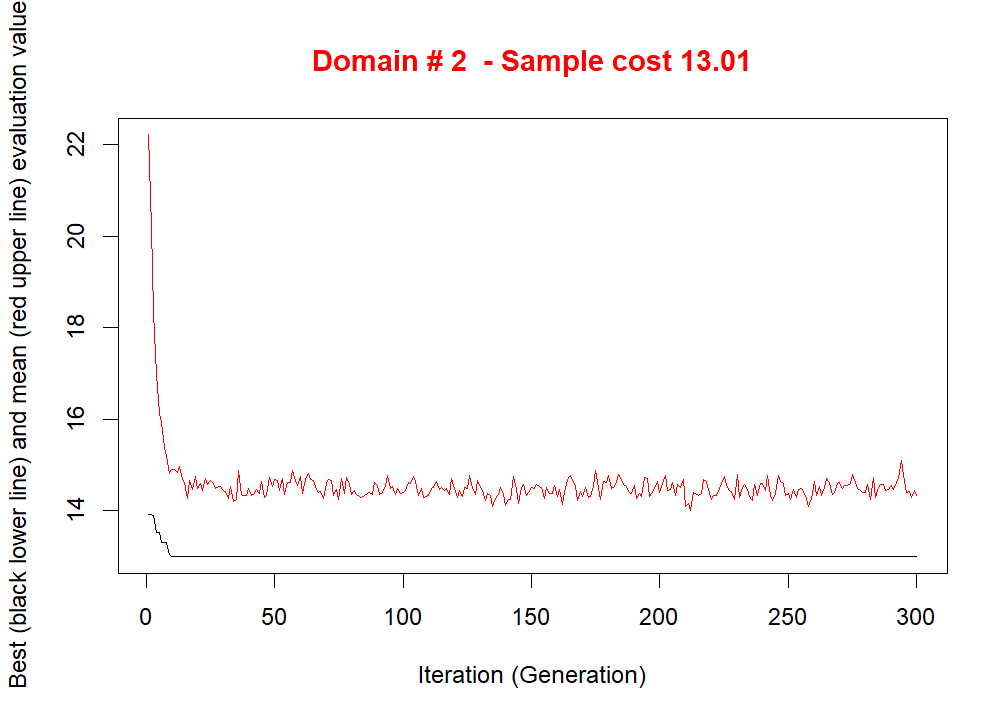 Domain # 2  - Sample cost 13.01
Best (black lower line) and mean (red upper line) evaluation value
22
20
18
16
14
0 50 100 150 200 250 300
Iteration (Generation)